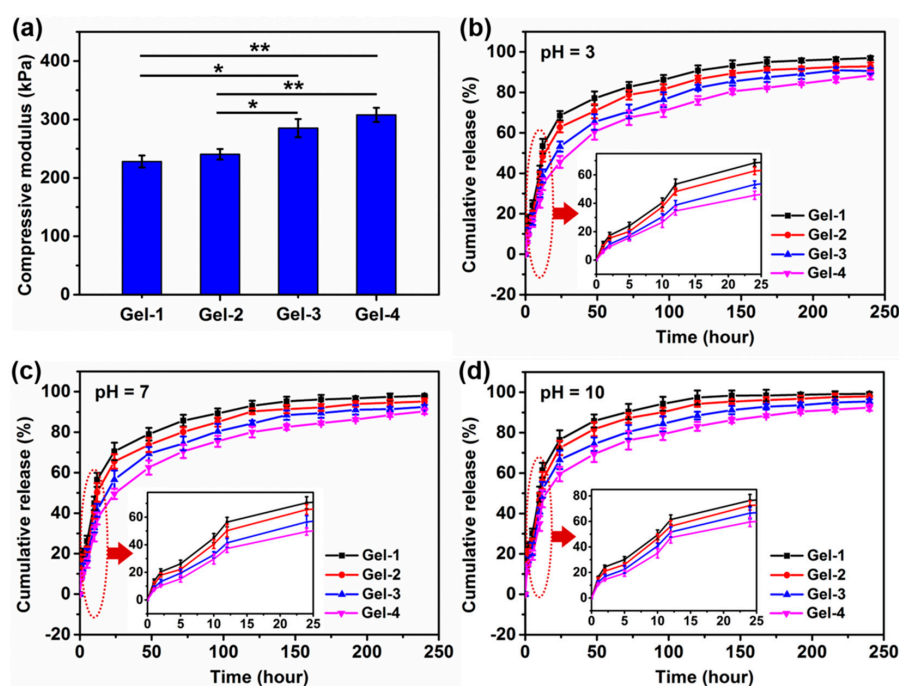 (a)
Compressive modulus (kPa)
400
300
200
100
0
**
*
**
*
Gel-1 Gel-2 Gel-3 Gel-4
(b)
pH = 3
Cumulative release (%)
100
80
60
40
20
0
-20
60
40
20
0
0 5 10 15 20 25
Gel-1
Gel-2
Gel-3
Gel-4
0 50 100 150 200 250
Time (hour)
(c)
pH = 7
Cumulative release (%)
100
80
60
40
20
0
-20
60
40
20
0
0 5 10 15 20 25
Gel-1
Gel-2
Gel-3
Gel-4
0 50 100 150 200 250
Time (hour)
(d)
pH = 10
Cumulative release (%)
100
80
60
40
20
0
-20
80
60
40
20
0
0 5 10 15 20 25
Gel-1
Gel-2
Gel-3
Gel-4
0 50 100 150 200 250
Time (hour)